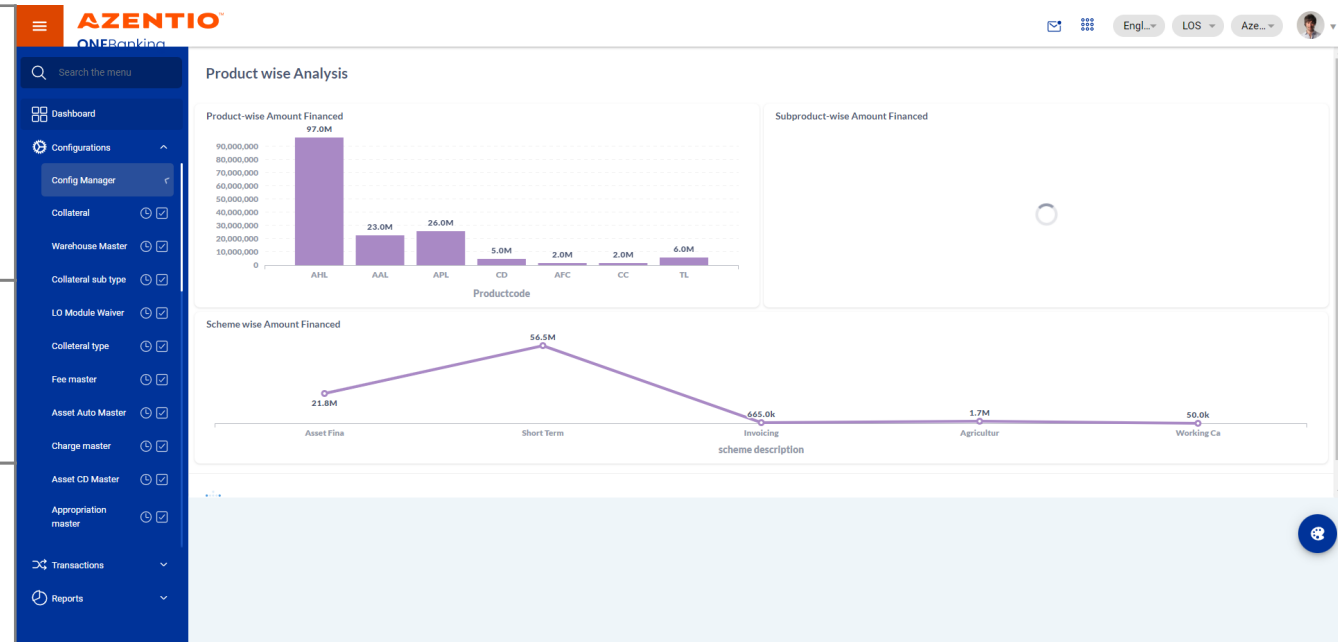 AZENTIO™
ONEBanking
Engl...
LOS
Aze...
Search the menu
Dashboard
Configurations
Config Manager
Collateral
Warehouse Master
Collateral sub type
LO Module Waiver
Colleteral type
Fee master
Asset Auto Master
Charge master
Asset CD Master
Appropriation
master
Transactions
Reports
Product wise Analysis
Product-wise Amount Financed
97.0M
90,000,000
80,000,000
70,000,000
60,000,000
50,000,000
40,000,000
30,000,000
20,000,000
10,000,000
0
23.0M
26.0M
5.0M
2.0M
2.0M
6.0M
AHL AAL APL CD AFC CC TL
Productcode
Subproduct-wise Amount Financed
Scheme wise Amount Financed
56.5M
21.8M
665.0k
1.7M
50.0k
Asset Fina Short Term Invoicing Agricultur Working Ca
scheme description